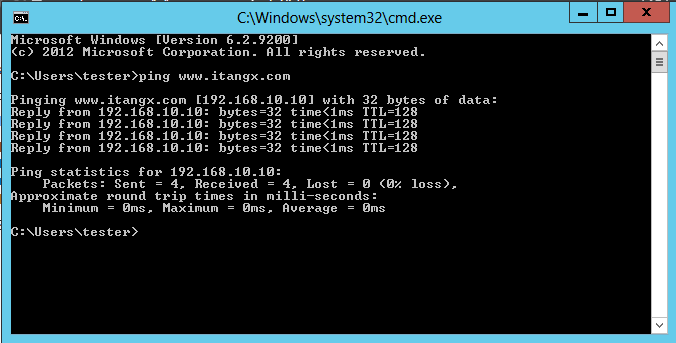 C:\Windows\system32\cmd.exe
Microsoft Windows [Version 6.2.9200]
(c) 2012 Microsoft Corporation. All rights reserved.
C:\Users\tester>ping www.itangx.com
Pinging www.itangx.com [192.168.10.10] with 32 bytes of data:
Reply from 192.168.10.10: bytes=32 time<1ms TTL=128
Reply from 192.168.10.10: bytes=32 time<1ms TTL=128
Reply from 192.168.10.10: bytes=32 time<1ms TTL=128
Reply from 192.168.10.10: bytes=32 time<1ms TTL=128
Ping statistics for 192.168.10.10:
    Packets: Sent = 4, Received = 4, Lost = 0 (0% loss),
Approximate round trip times in milli-seconds:
    Minimum = 0ms, Maximum = 0ms, Average = 0ms
C:\Users\tester>